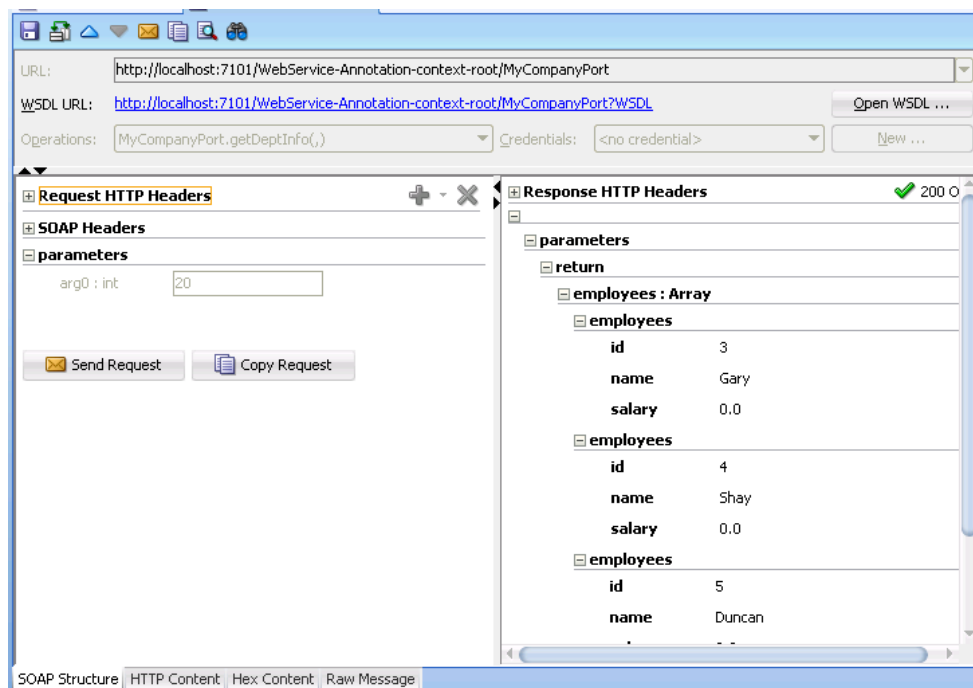 URL: http://localhost:7101/WebService-Annotation-context-root/MyCompanyPort
WSDL URL: http://localhost:7101/WebService-Annotation-context-root/MyCompanyPort?WSDL Open WSDL ...
Operations: MyCompanyPort.getDeptInfo(,) Credentials: <no credential> New ...
Request HTTP Headers
SOAP Headers
parameters
arg0 : int 20
Send Request Copy Request
Response HTTP Headers 200 O
parameters
return
employees : Array
employees
id 3
name Gary
salary 0.0
employees
id 4
name Shay
salary 0.0
employees
id 5
name Duncan
SOAP Structure HTTP Content Hex Content Raw Message